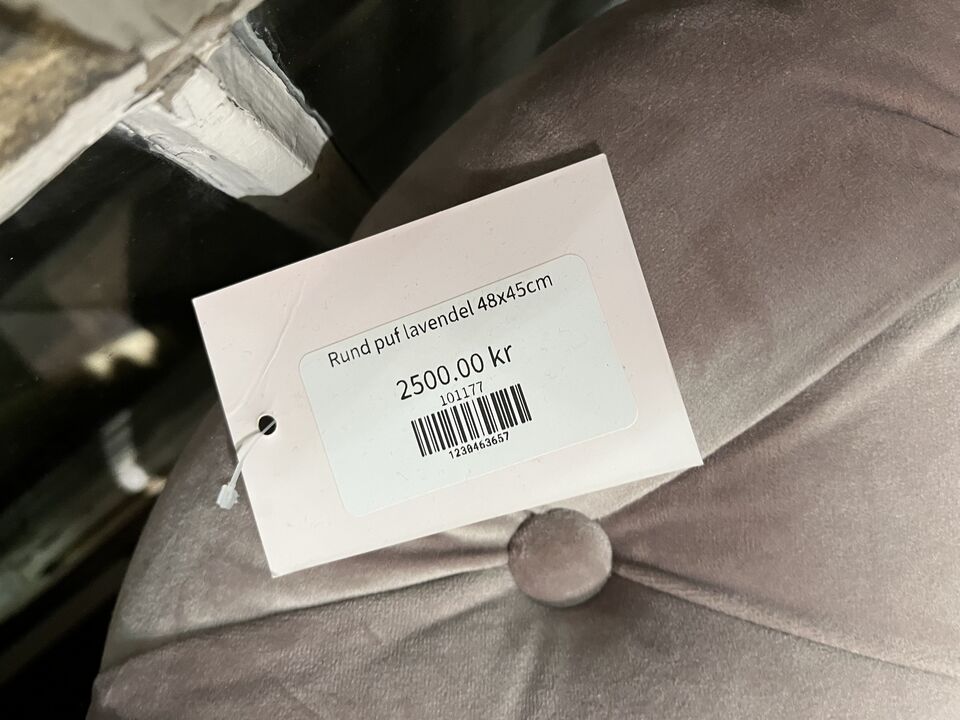 Rund puf lavendel 48x45cm
2500.00 kr
101177
1238463657